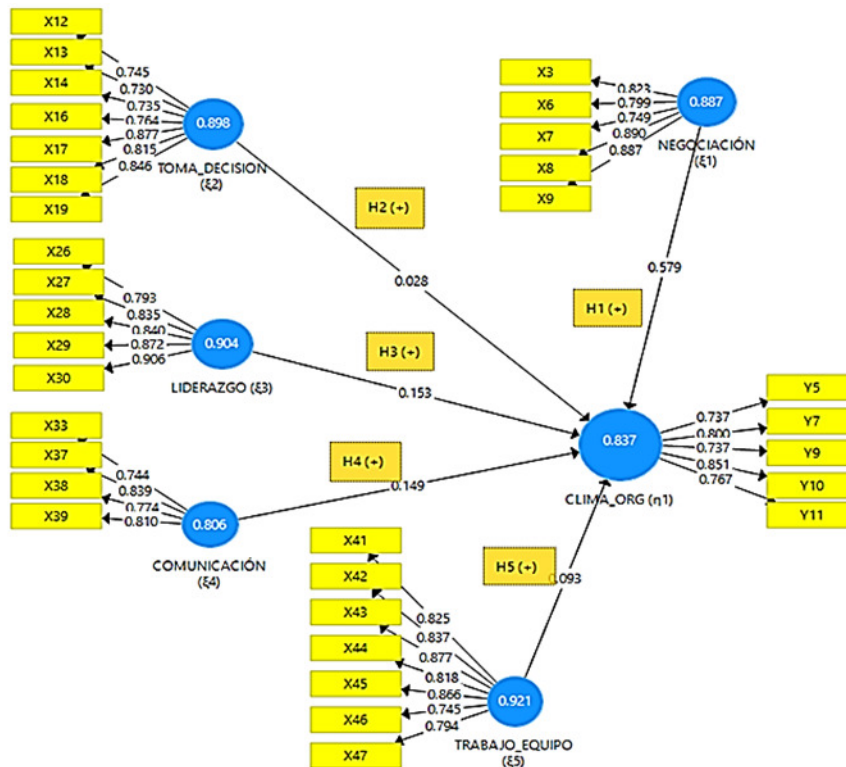 X12
X13
X14
X16
X17
X18
X19
0.745
0.730
0.735
0.764
0.877
0.815
0.846
0.898
TOMA_DECISION
(ξ2)
X3
X6
X7
X8
X9
0.823
0.799
0.749
0.890
0.887
0.887
NEGOCIACIÓN
(ξ1)
H2 (+)
0.028
0.579
H1 (+)
X26
X27
X28
X29
X30
0.793
0.835
0.840
0.872
0.906
0.904
LIDERAZGO (ξ3)
H3 (+)
0.153
X33
X37
X38
X39
0.744
0.839
0.774
0.810
0.806
COMUNICACIÓN
(ξ4)
H4 (+)
0.149
0.837
CLIMA_ORG (η1)
0.737
0.800
0.737
0.851
0.767
Y5
Y7
Y9
Y10
Y11
X41
X42
X43
X44
X45
X46
X47
0.825
0.837
0.877
0.818
0.866
0.745
0.794
0.921
TRABAJO_EQUIPO
(ξ5)
H5 (+)
0.093